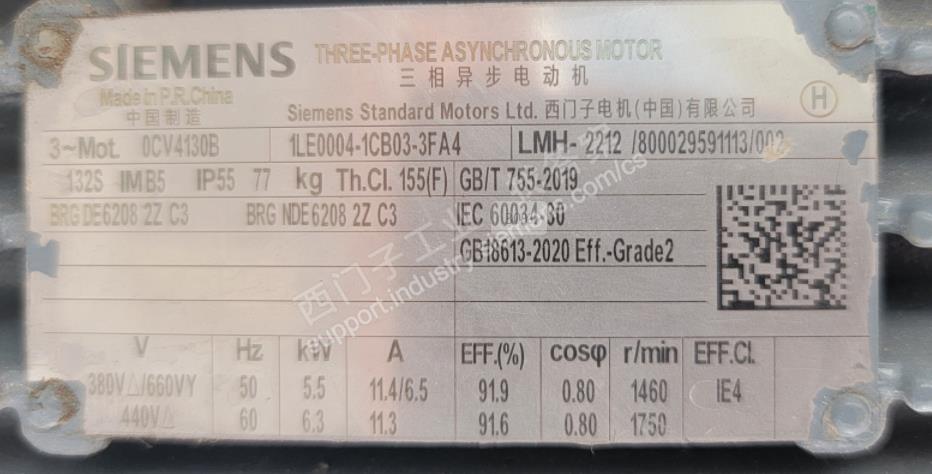 SIEMENS
THREE-PHASE ASYNCHRONOUS MOTOR
三相异步电动机
Made in P.R.China
中国制造
Siemens Standard Motors Ltd. 西门子电机(中国)有限公司
H
3~Mot. 0CV4130B 1LE0004-1CB03-3FA4 LMH- 2212 /800029591113/002
132S IM B5 IP55 77 kg Th.Cl. 155(F) GB/T 755-2019
BRG DE6208 2Z C3 BRG NDE6208 2Z C3 IEC 60034-30
GB18613-2020 Eff.-Grade2
V Hz kW A EFF.(%) cosφ r/min EFF.Cl.
380V△/660VY 50 5.5 11.4/6.5 91.9 0.80 1460 IE4
440V△ 60 6.3 11.3 91.6 0.80 1750
support.industry.siemens.com/cs